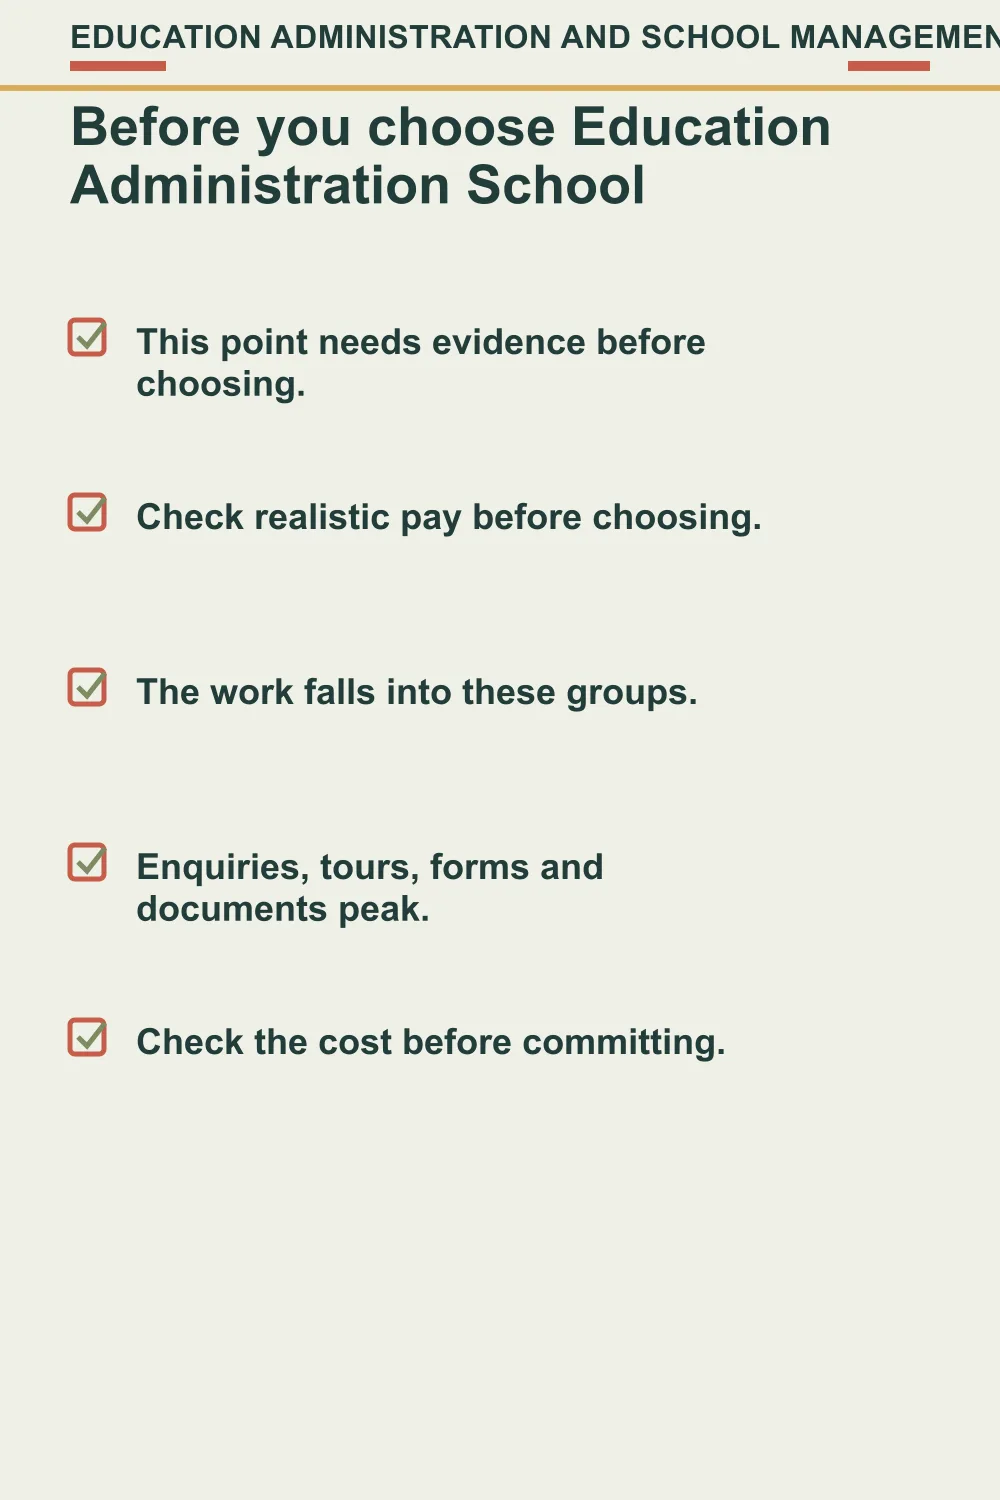 EDUCATION ADMINISTRATION AND SCHOOL MANAGEMEN
Before you choose Education
Administration School
This point needs evidence before
choosing.
Check realistic pay before choosing.
The work falls into these groups.
Enquiries, tours, forms and
documents peak.
Check the cost before committing.